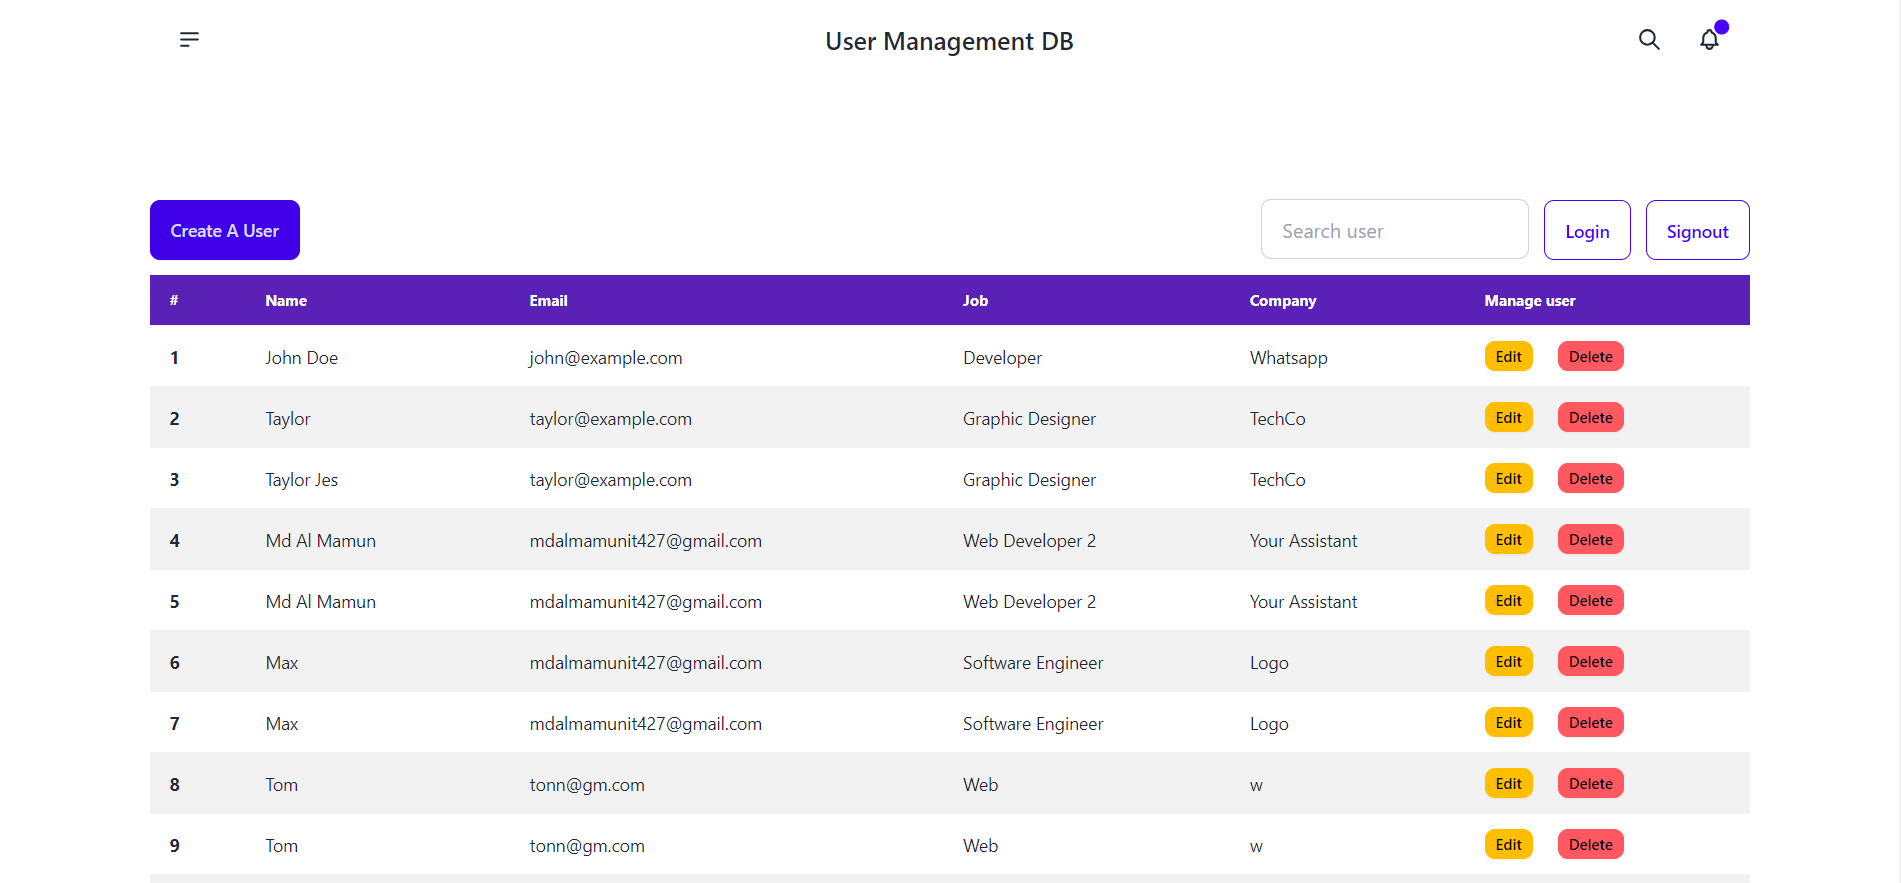 User Management DB
Create A User Search user Login Signout
# Name Email Job Company Manage user
1 John Doe john@example.com Developer Whatsapp Edit Delete
2 Taylor taylor@example.com Graphic Designer TechCo Edit Delete
3 Taylor Jes taylor@example.com Graphic Designer TechCo Edit Delete
4 Md Al Mamun mdalmamunit427@gmail.com Web Developer 2 Your Assistant Edit Delete
5 Md Al Mamun mdalmamunit427@gmail.com Web Developer 2 Your Assistant Edit Delete
6 Max mdalmamunit427@gmail.com Software Engineer Logo Edit Delete
7 Max mdalmamunit427@gmail.com Software Engineer Logo Edit Delete
8 Tom tonn@gm.com Web w Edit Delete
9 Tom tonn@gm.com Web w Edit Delete